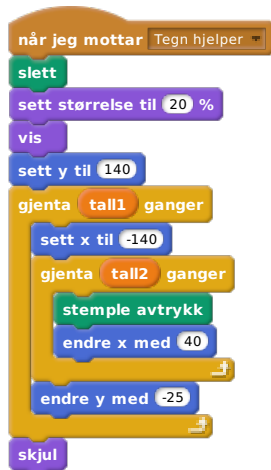 når jeg mottar Tegn hjelper
slett
sett størrelse til 20 %
vis
sett y til 140
gjenta tall1 ganger
sett x til -140
gjenta tall2 ganger
stemple avtrykk
endre x med 40
endre y med -25
skjul